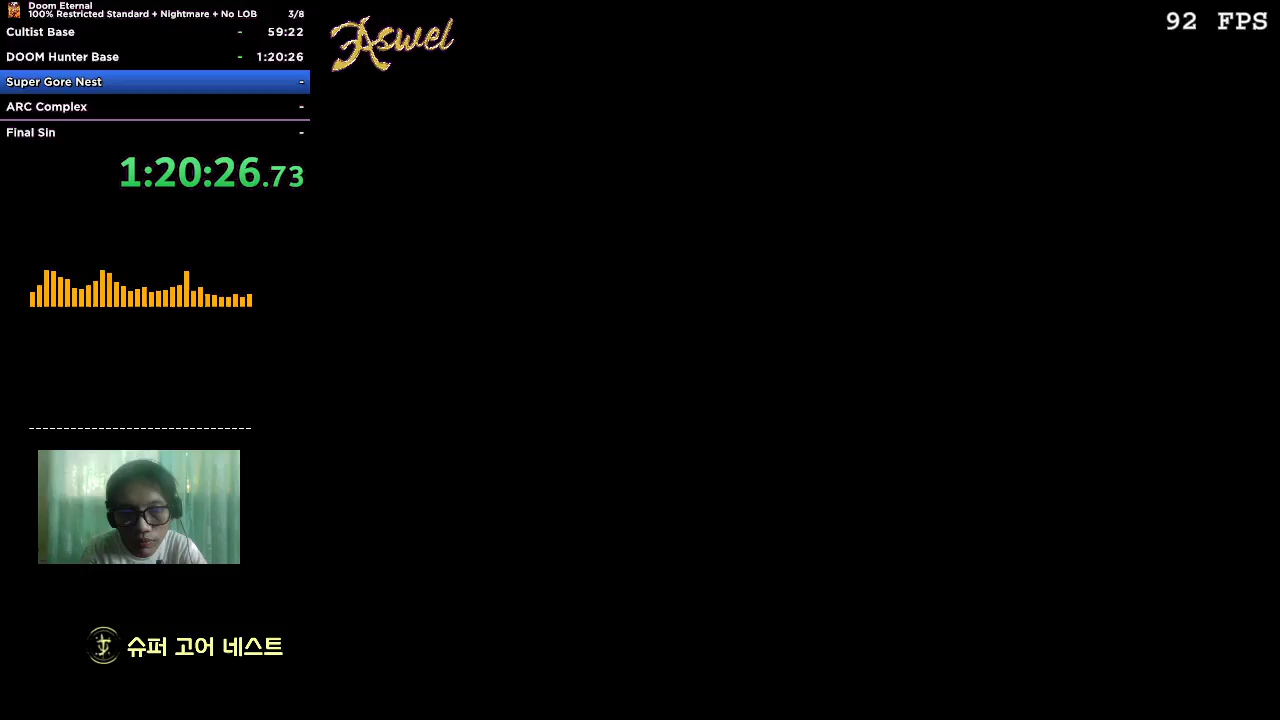 Doom Eternal
100% Restricted Standard + Nightmare + No LOB 3/8
Cultist Base - 59:22
DOOM Hunter Base - 1:20:26
Super Gore Nest -
ARC Complex -
Final Sin -
1:20:26.73
Aswel
92 FPS
슈퍼 고어 네스트